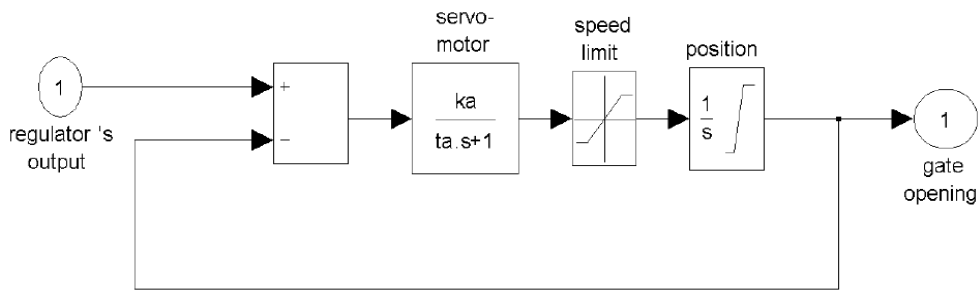 servo-
motor
speed
limit
position
1
regulator 's
output
+
−
ka
ta.s+1
1
s
1
gate
opening